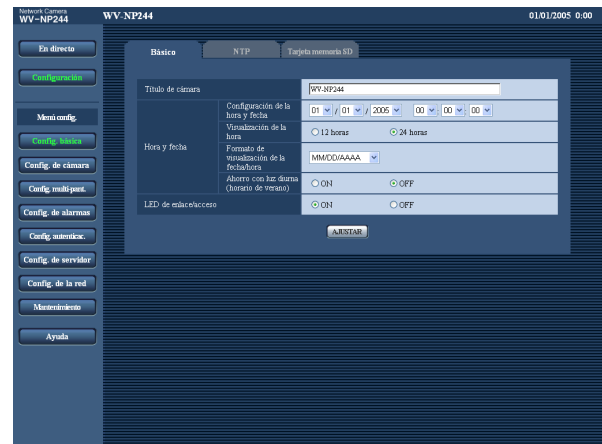 Network Camera
WV-NP244
WV-NP244
01/01/2005 0:00
En directo
Configuración
Menú config.
Config. básica
Config. de cámara
Config. multi-pant.
Config. de alarmas
Config. autenticac.
Config. de servidor
Config. de la red
Mantenimiento
Ayuda
Básico
NTP
Tarjeta memoria SD
Título de cámara
WV-NP244
Hora y fecha
Configuración de la
hora y fecha
01 / 01 / 2005 00 : 00 : 00
Visualización de la
hora
12 horas
24 horas
Formato de
visualización de la
fecha/hora
MM/DD/AAAA
Ahorro con luz diurna
(horario de verano)
ON
OFF
LED de enlace/acceso
ON
OFF
AJUSTAR